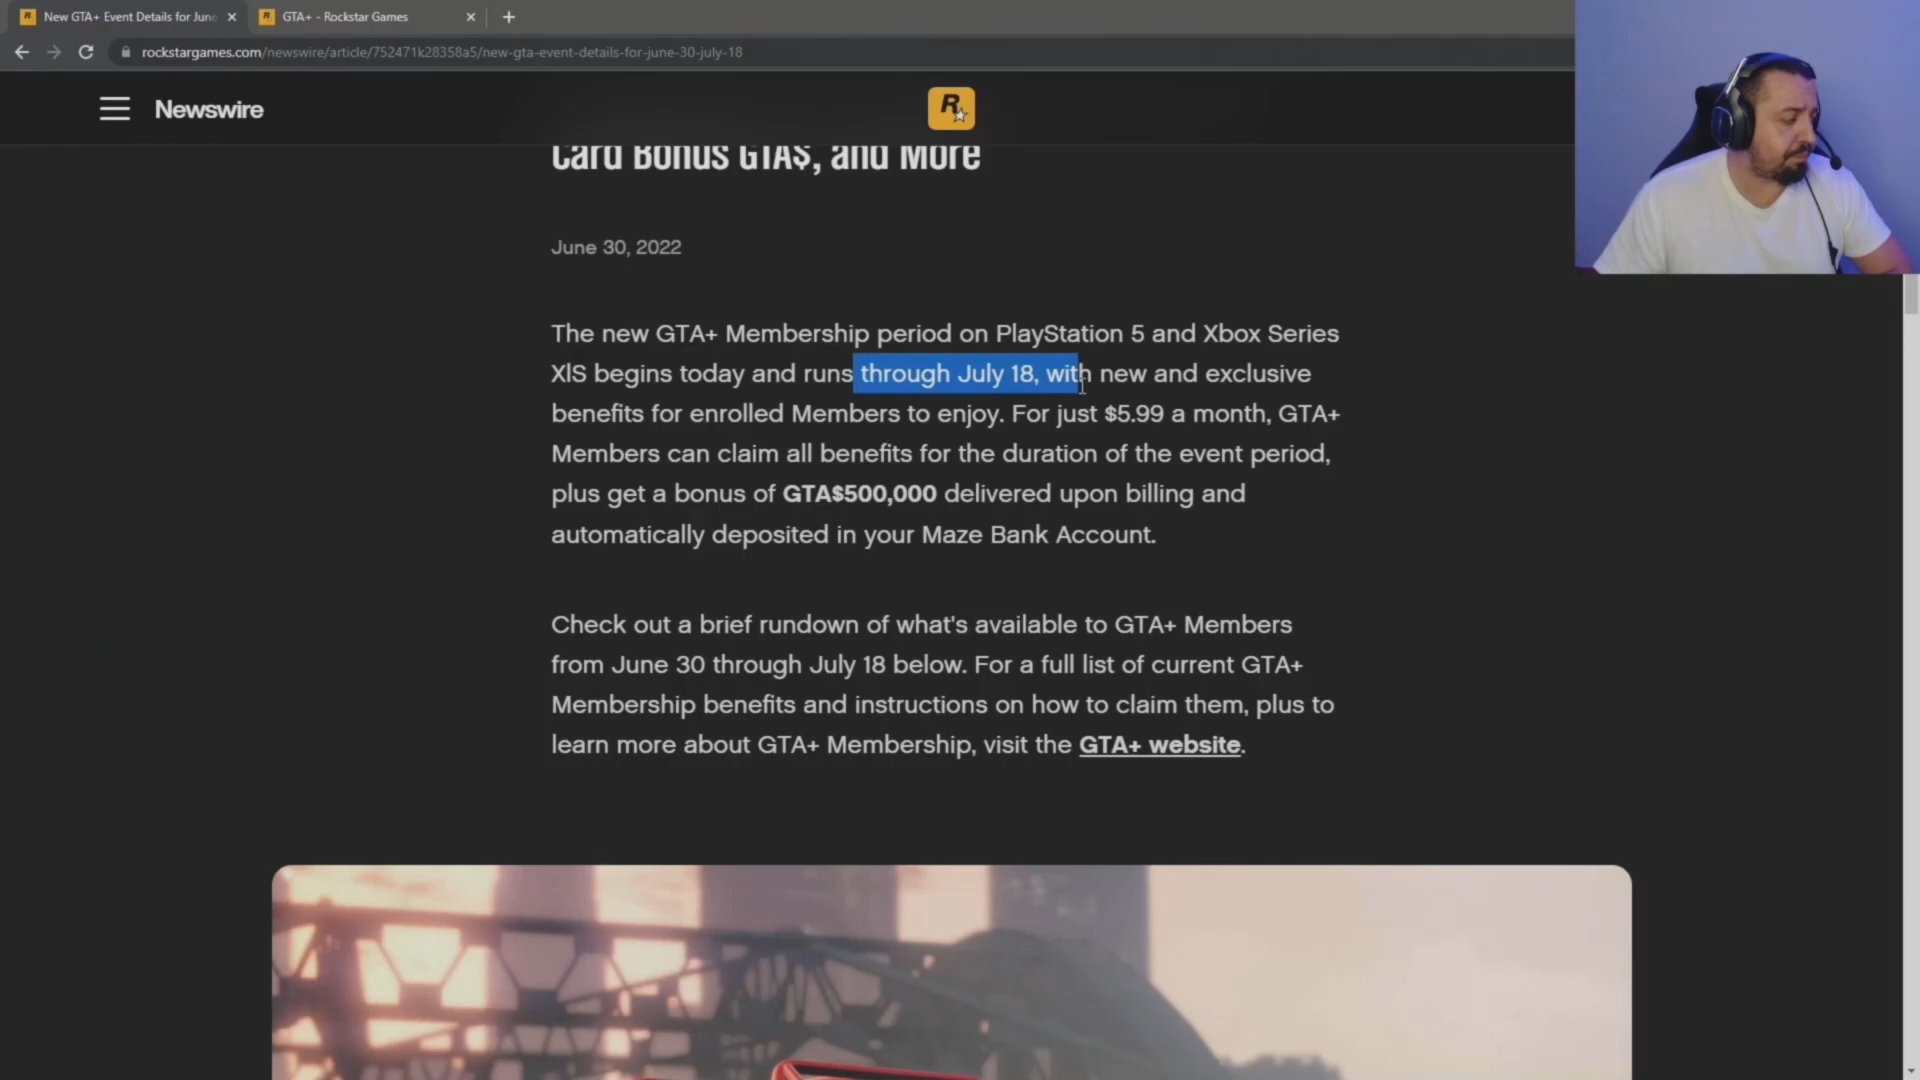 New GTA+ Event Details for June
GTA+ - Rockstar Games
rockstargames.com/newswire/article/752471k28358a5/new-gta-event-details-for-june-30-july-18
Newswire
R
Card Bonus GTA$, and More
June 30, 2022
The new GTA+ Membership period on PlayStation 5 and Xbox Series
X|S begins today and runs through July 18, with new and exclusive
benefits for enrolled Members to enjoy. For just $5.99 a month, GTA+
Members can claim all benefits for the duration of the event period,
plus get a bonus of GTA$500,000 delivered upon billing and
automatically deposited in your Maze Bank Account.
Check out a brief rundown of what's available to GTA+ Members
from June 30 through July 18 below. For a full list of current GTA+
Membership benefits and instructions on how to claim them, plus to
learn more about GTA+ Membership, visit the GTA+ website.